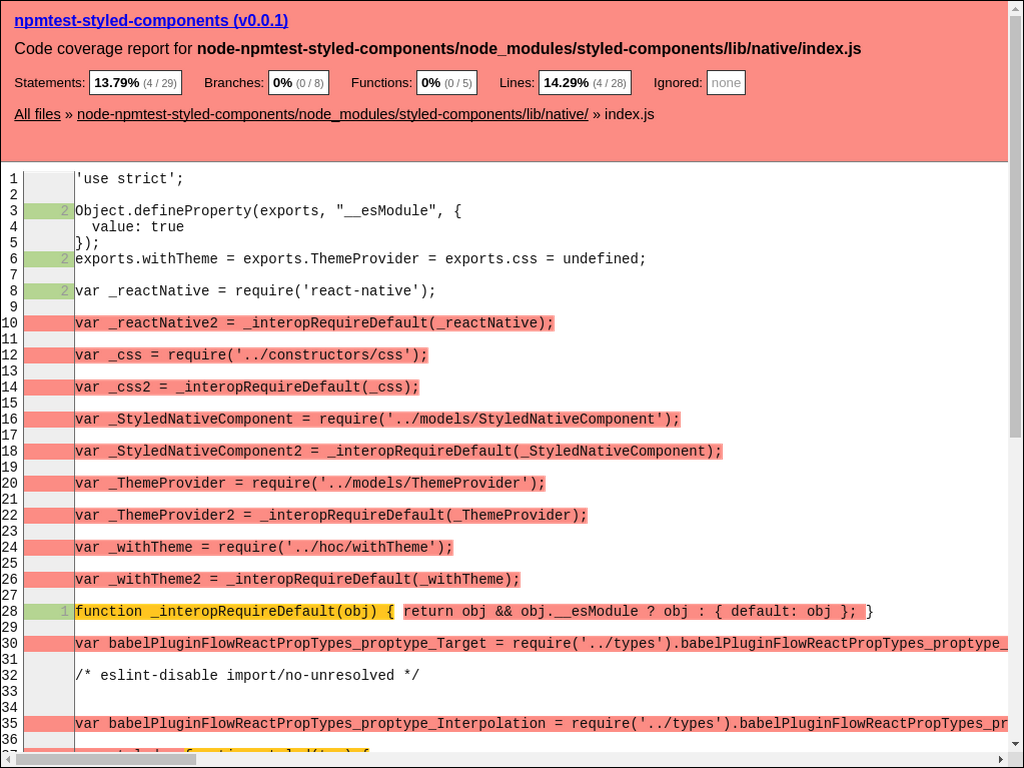 npmtest-styled-components (v0.0.1)
Code coverage report for node-npmtest-styled-components/node_modules/styled-components/lib/native/index.js
Statements: 13.79% (4 / 29) Branches: 0% (0 / 8) Functions: 0% (0 / 5) Lines: 14.29% (4 / 28) Ignored: none
All files » node-npmtest-styled-components/node_modules/styled-components/lib/native/ » index.js
1 'use strict';
2
3 2 Object.defineProperty(exports, "__esModule", {
4 value: true
5 });
6 2 exports.withTheme = exports.ThemeProvider = exports.css = undefined;
7
8 2 var _reactNative = require('react-native');
9
10 var _reactNative2 = _interopRequireDefault(_reactNative);
11
12 var _css = require('../constructors/css');
13
14 var _css2 = _interopRequireDefault(_css);
15
16 var _StyledNativeComponent = require('../models/StyledNativeComponent');
17
18 var _StyledNativeComponent2 = _interopRequireDefault(_StyledNativeComponent);
19
20 var _ThemeProvider = require('../models/ThemeProvider');
21
22 var _ThemeProvider2 = _interopRequireDefault(_ThemeProvider);
23
24 var _withTheme = require('../hoc/withTheme');
25
26 var _withTheme2 = _interopRequireDefault(_withTheme);
27
28 1 function _interopRequireDefault(obj) { return obj && obj.__esModule ? obj : { default: obj }; }
29
30 var babelPluginFlowReactPropTypes_proptype_Target = require('../types').babelPluginFlowReactPropTypes_proptype_
31
32 /* eslint-disable import/no-unresolved */
33
34
35 var babelPluginFlowReactPropTypes_proptype_Interpolation = require('../types').babelPluginFlowReactPropTypes_pr
36